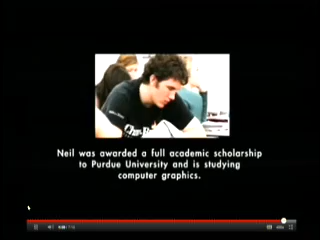 Neil was awarded a full academic scholarship
to Purdue University and is studying
computer graphics.